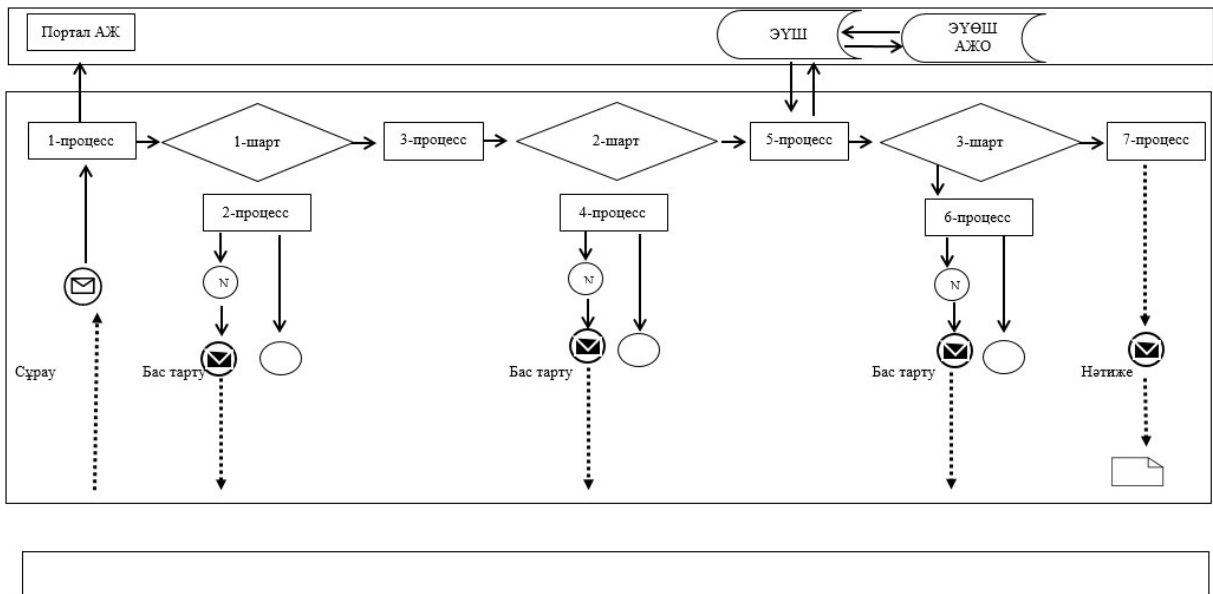 Портал АЖ
ЭҮШ
ЭҮӨШ
АЖО
1-процесс
1-шарт
3-процесс
2-шарт
5-процесс
3-шарт
7-процесс
2-процесс
4-процесс
6-процесс
N
N
N
Сұрау
Бас тарту
Бас тарту
Бас тарту
Нәтиже